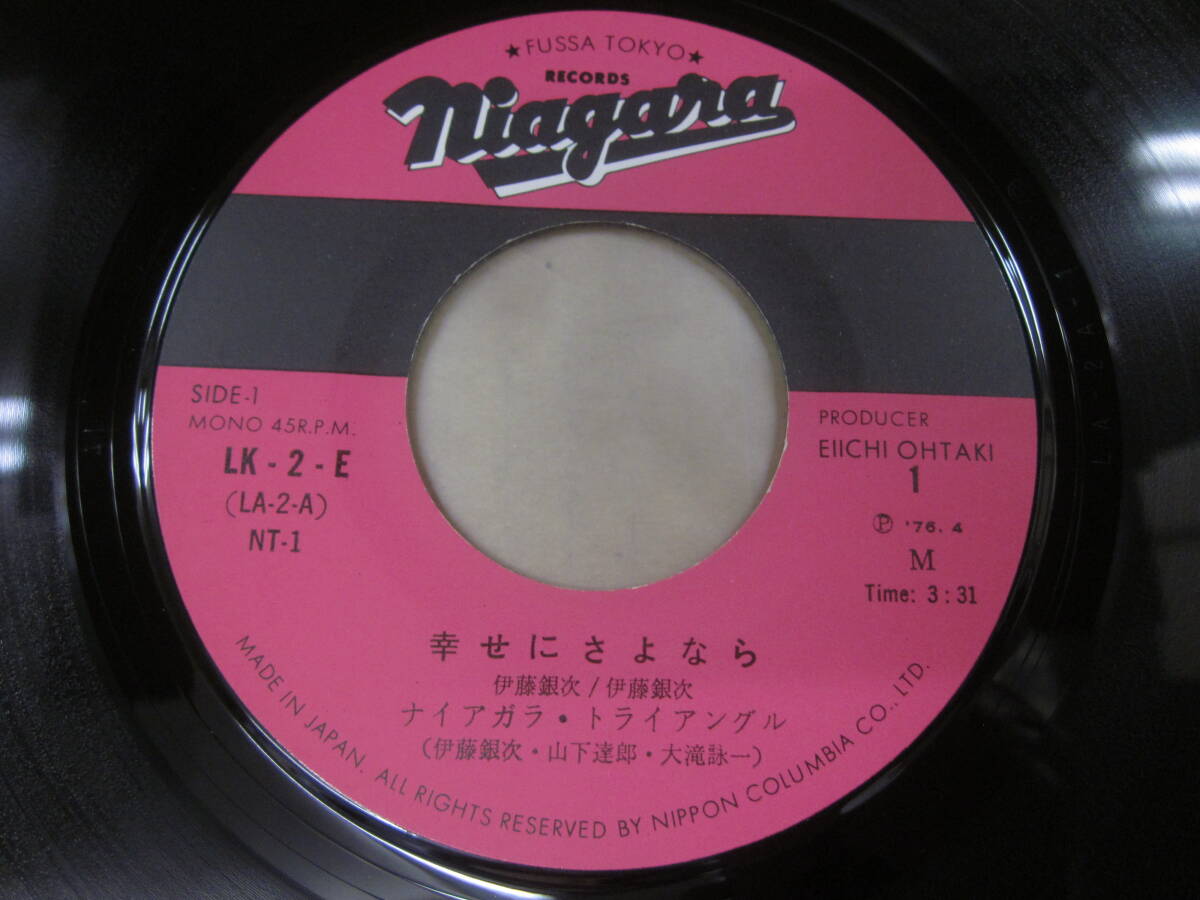 ★FUSSA TOKYO★
RECORDS
Niagara
SIDE-1
MONO 45R.P.M.
LK-2-E
(LA-2-A)
NT-1
PRODUCER
EIICHI OHTAKI
1
Ⓟ '76.4
M
Time: 3:31
幸せにさよなら
伊藤銀次/伊藤銀次
ナイアガラ・トライアングル
(伊藤銀次・山下達郎・大滝詠一)
MADE IN JAPAN. ALL RIGHTS RESERVED BY NIPPON COLUMBIA CO., LTD.
LA-2A-1